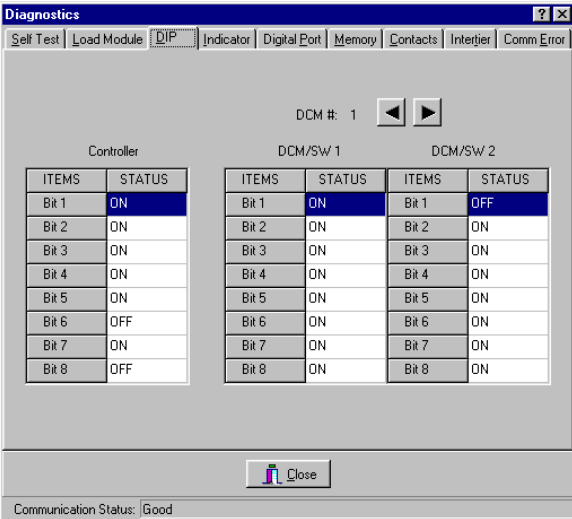 Diagnostics
Self Test Load Module DIP Indicator Digital Port Memory Contacts Intertier Comm Error
DCM #: 1
Controller DCM/SW 1 DCM/SW 2
ITEMS STATUS ITEMS STATUS ITEMS STATUS
Bit 1 ON Bit 1 ON Bit 1 OFF
Bit 2 ON Bit 2 ON Bit 2 ON
Bit 3 ON Bit 3 ON Bit 3 ON
Bit 4 ON Bit 4 ON Bit 4 ON
Bit 5 ON Bit 5 ON Bit 5 ON
Bit 6 OFF Bit 6 ON Bit 6 ON
Bit 7 ON Bit 7 ON Bit 7 ON
Bit 8 OFF Bit 8 ON Bit 8 ON
Close
Communication Status: Good